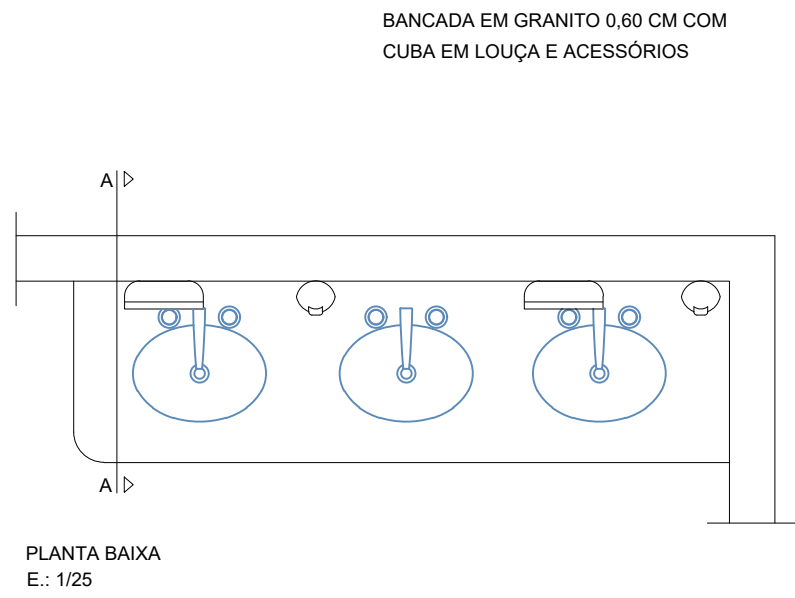 BANCADA EM GRANITO 0,60 CM COM
CUBA EM LOUÇA E ACESSÓRIOS
A
A
PLANTA BAIXA
E.: 1/25